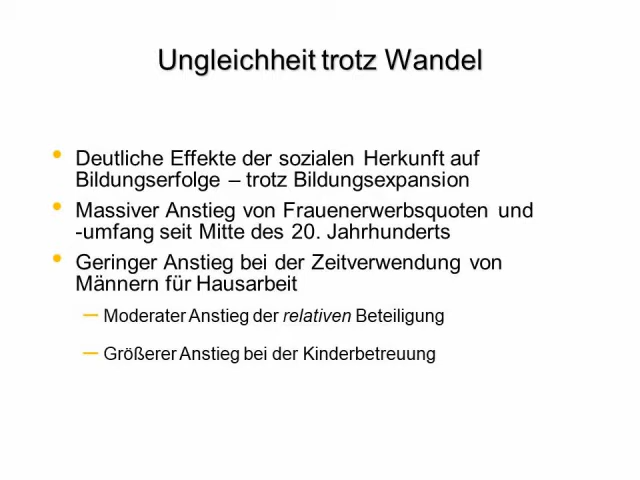 Ungleichheit trotz Wandel
• Deutliche Effekte der sozialen Herkunft auf
Bildungserfolge – trotz Bildungsexpansion
• Massiver Anstieg von Frauenerwerbsquoten und
-umfang seit Mitte des 20. Jahrhunderts
• Geringer Anstieg bei der Zeitverwendung von
Männern für Hausarbeit
– Moderater Anstieg der relativen Beteiligung
– Größerer Anstieg bei der Kinderbetreuung